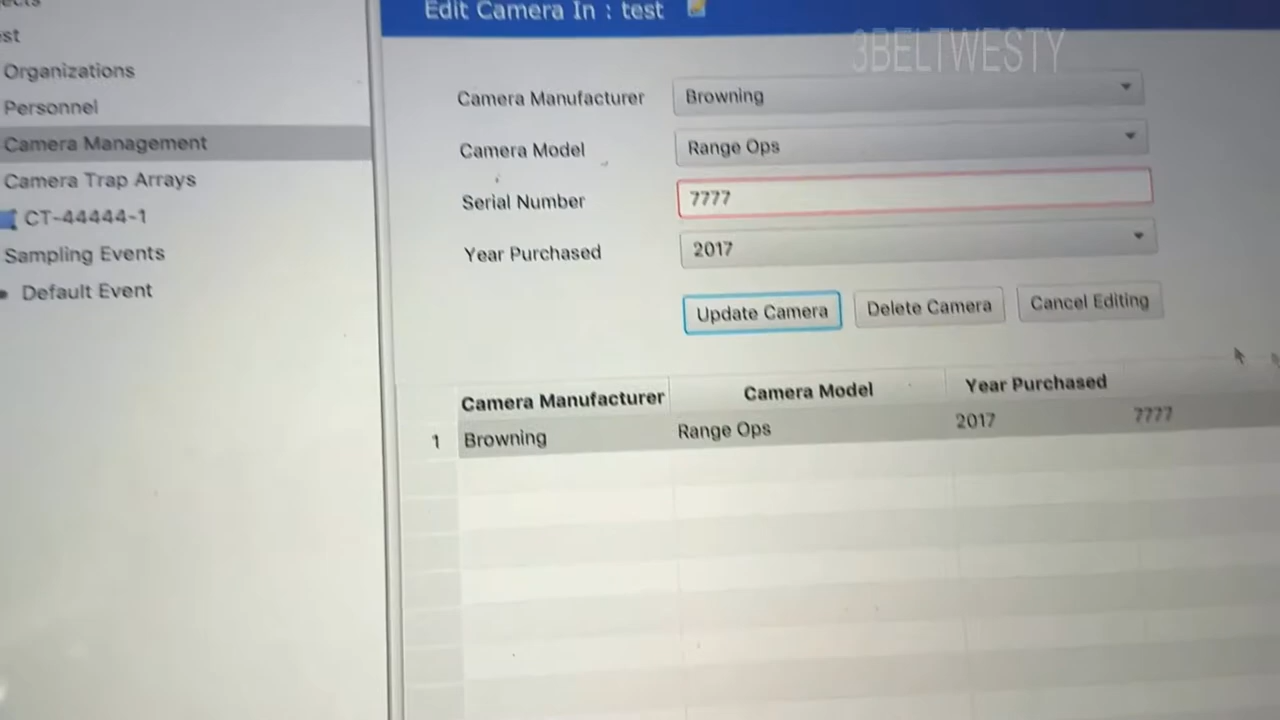 Edit Camera In : test
3BELTWESTY
Organizations
Personnel
Camera Management
Camera Trap Arrays
CT-44444-1
Sampling Events
Default Event
Camera Manufacturer Browning
Camera Model Range Ops
Serial Number 7777
Year Purchased 2017
Update Camera Delete Camera Cancel Editing
Camera Manufacturer Camera Model Year Purchased
1 Browning Range Ops 2017 7777